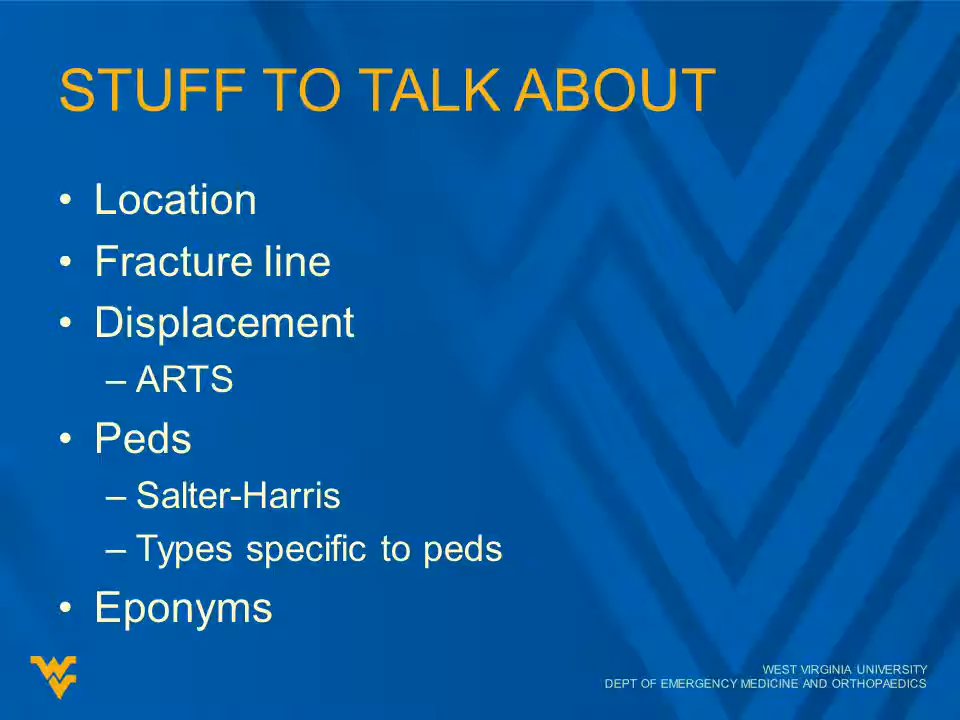 STUFF TO TALK ABOUT
• Location
• Fracture line
• Displacement
– ARTS
• Peds
– Salter-Harris
– Types specific to peds
• Eponyms
WEST VIRGINIA UNIVERSITY
DEPT OF EMERGENCY MEDICINE AND ORTHOPAEDICS